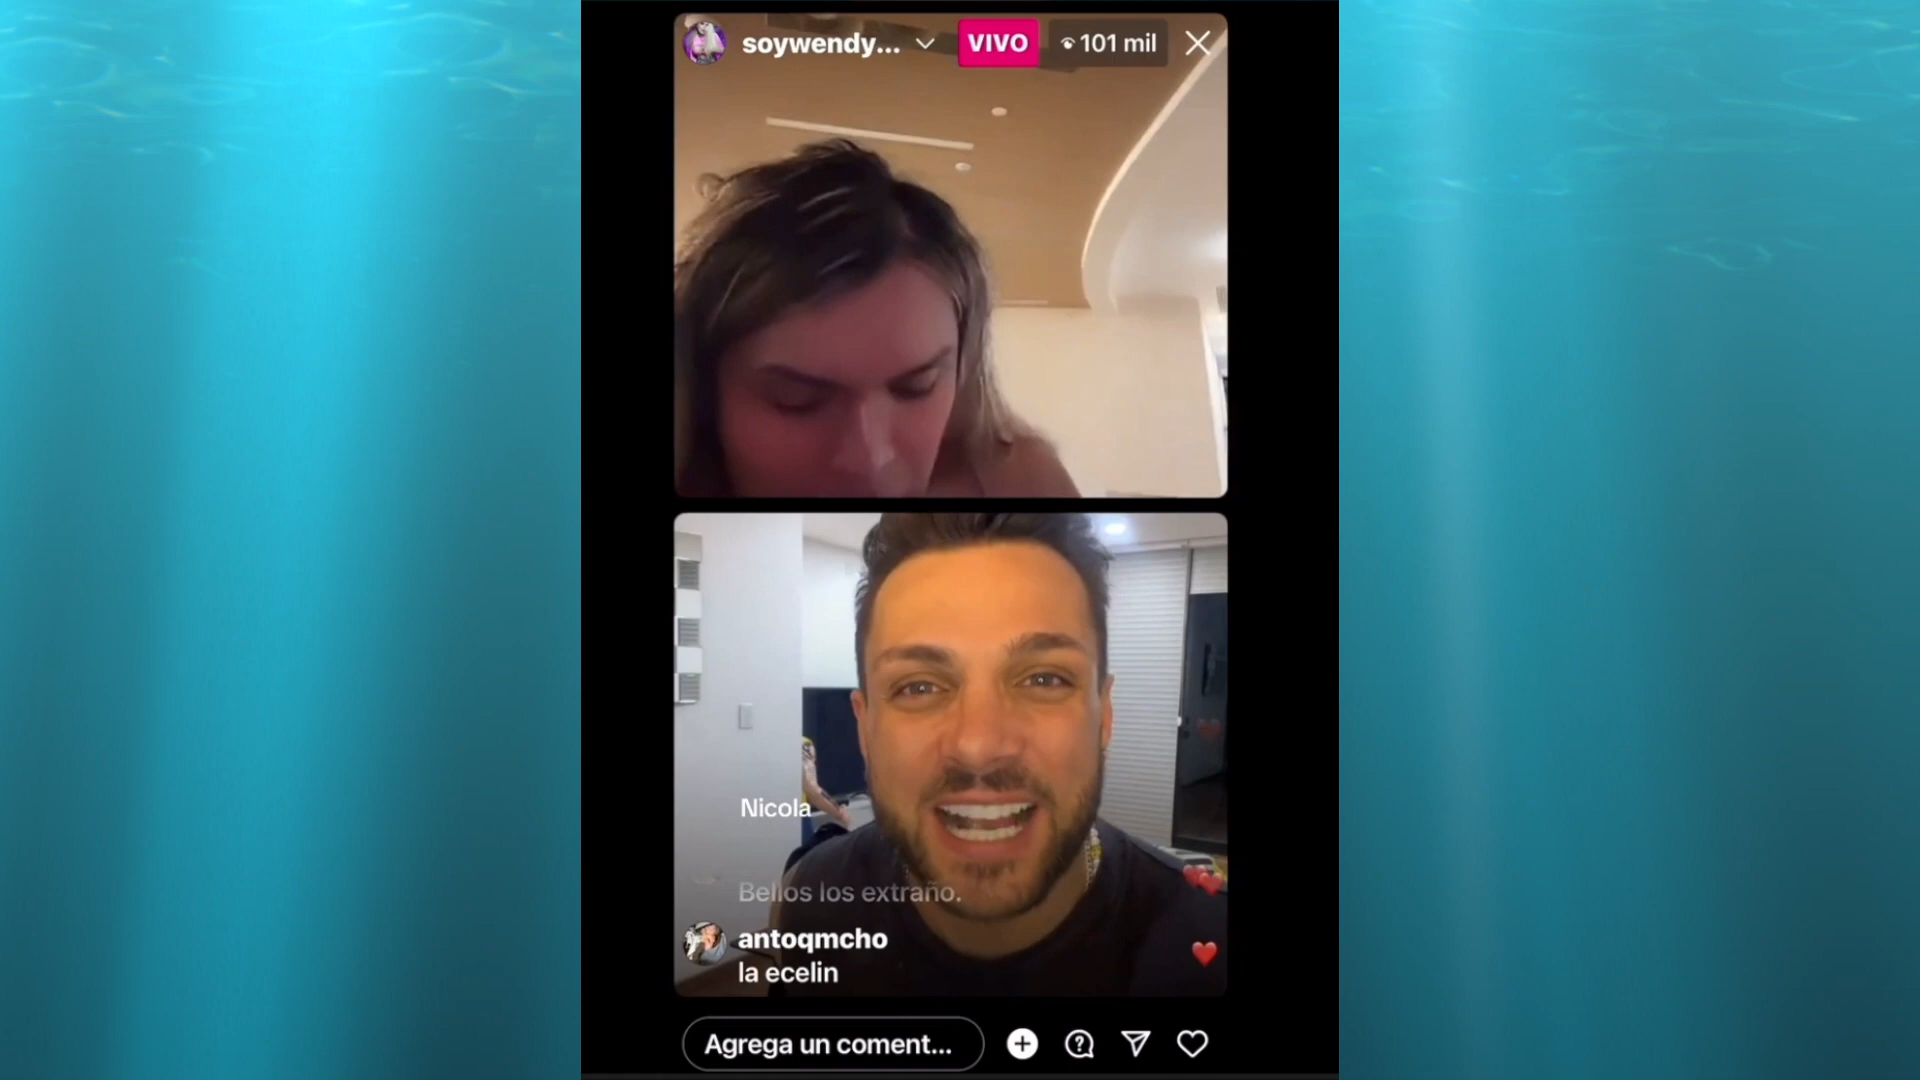 soywendy...
VIVO
101 mil
Nicola
Bellos los extraño.
antoqmcho
la ecelin
Agrega un coment...